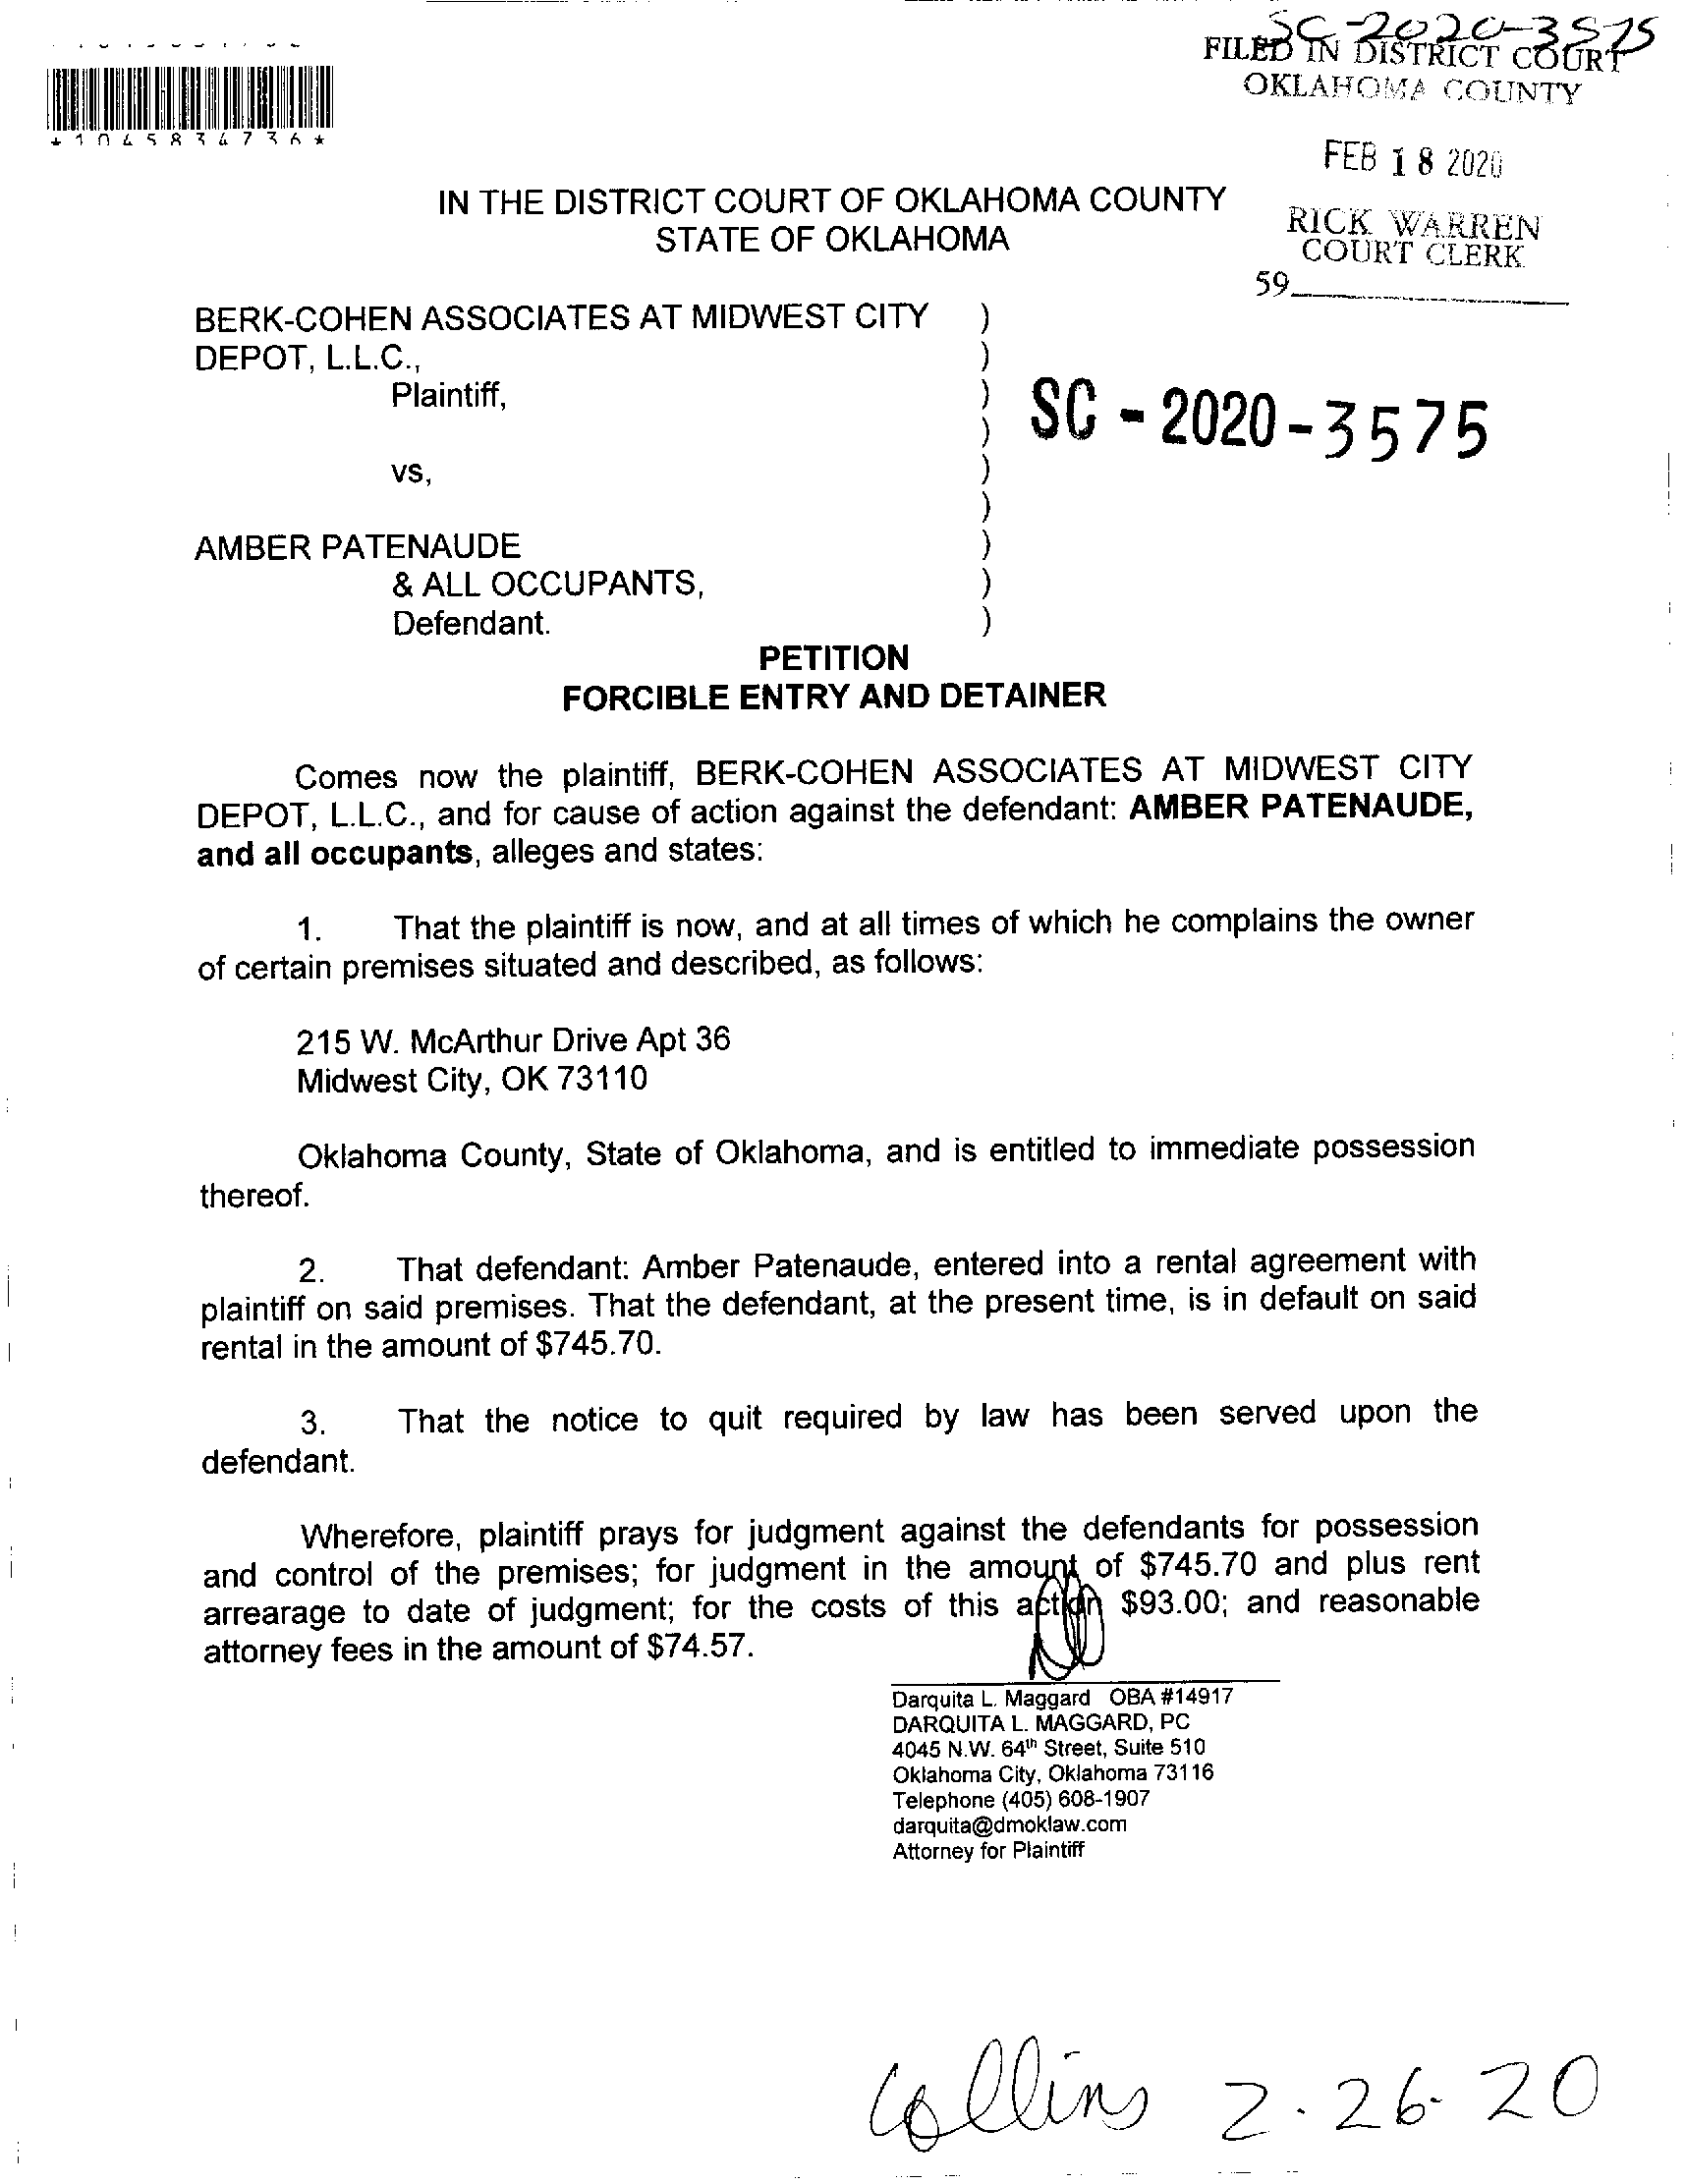 SC-2020-3575
FILED IN DISTRICT COURT
OKLAHOMA COUNTY
*1045834736*
FEB 18 2020
IN THE DISTRICT COURT OF OKLAHOMA COUNTY
STATE OF OKLAHOMA
RICK WARREN
COURT CLERK
59
BERK-COHEN ASSOCIATES AT MIDWEST CITY )
DEPOT, L.L.C., )
Plaintiff, )
)
SC - 2020-3575
vs, )
)
AMBER PATENAUDE )
& ALL OCCUPANTS, )
Defendant. )
PETITION
FORCIBLE ENTRY AND DETAINER
Comes now the plaintiff, BERK-COHEN ASSOCIATES AT MIDWEST CITY
DEPOT, L.L.C., and for cause of action against the defendant: AMBER PATENAUDE,
and all occupants, alleges and states:
1. That the plaintiff is now, and at all times of which he complains the owner
of certain premises situated and described, as follows:
215 W. McArthur Drive Apt 36
Midwest City, OK 73110
Oklahoma County, State of Oklahoma, and is entitled to immediate possession
thereof.
2. That defendant: Amber Patenaude, entered into a rental agreement with
plaintiff on said premises. That the defendant, at the present time, is in default on said
rental in the amount of $745.70.
3. That the notice to quit required by law has been served upon the
defendant.
Wherefore, plaintiff prays for judgment against the defendants for possession
and control of the premises; for judgment in the amount of $745.70 and plus rent
arrearage to date of judgment; for the costs of this action $93.00; and reasonable
attorney fees in the amount of $74.57.
Darquita L. Maggard OBA #14917
DARQUITA L. MAGGARD, PC
4045 N.W. 64th Street, Suite 510
Oklahoma City, Oklahoma 73116
Telephone (405) 608-1907
darquita@dmoklaw.com
Attorney for Plaintiff
Collins 2.26.20